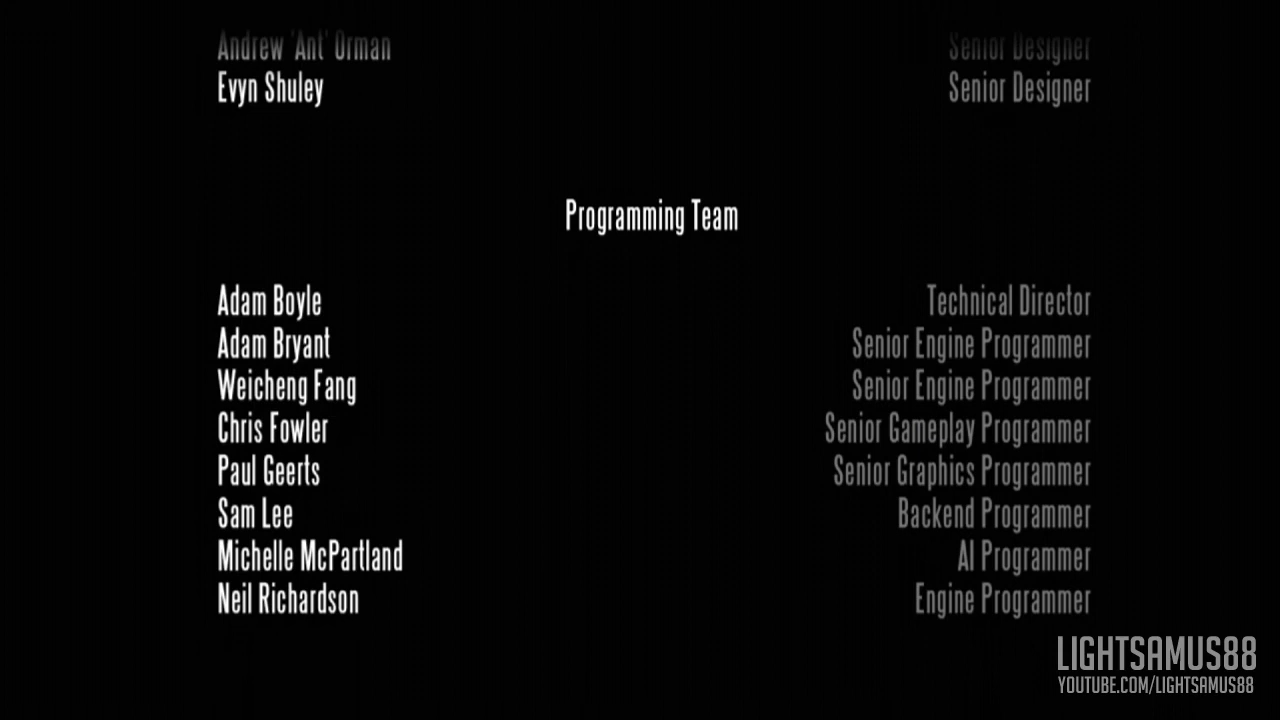 Andrew 'Ant' Orman Senior Designer
Evyn Shuley Senior Designer
Programming Team
Adam Boyle Technical Director
Adam Bryant Senior Engine Programmer
Weicheng Fang Senior Engine Programmer
Chris Fowler Senior Gameplay Programmer
Paul Geerts Senior Graphics Programmer
Sam Lee Backend Programmer
Michelle McPartland AI Programmer
Neil Richardson Engine Programmer
LIGHTSAMUS88
YOUTUBE.COM/LIGHTSAMUS88